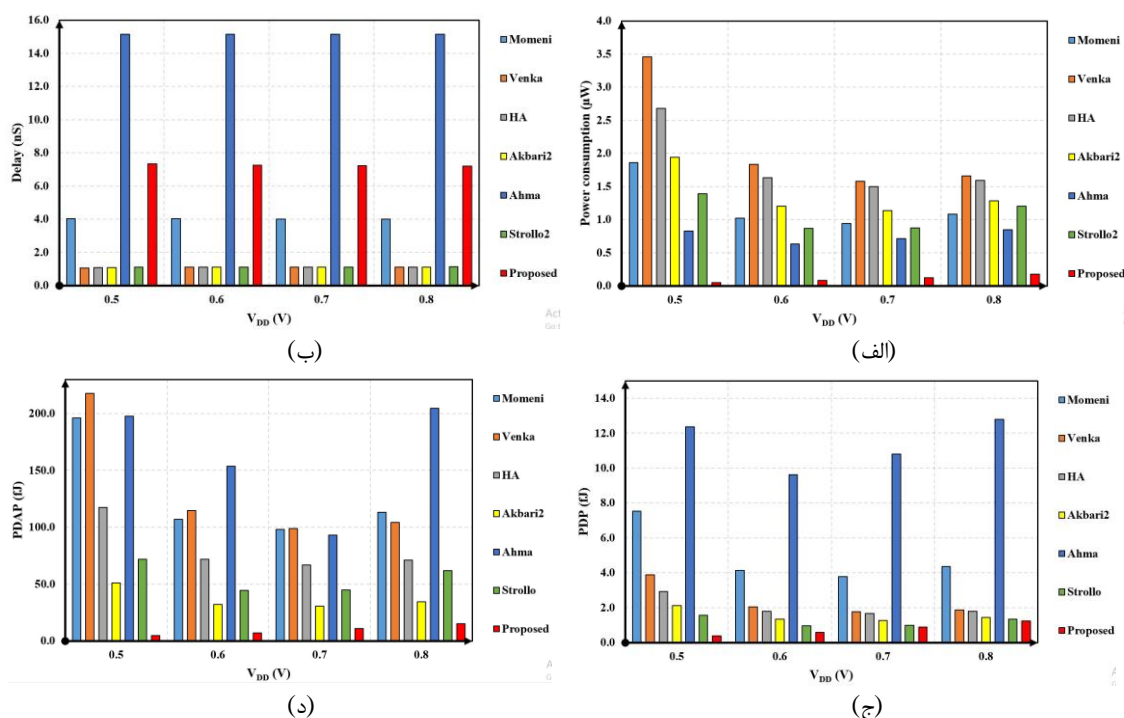 16.0
14.0
12.0
10.0
8.0
6.0
4.0
2.0
0.0
Delay (nS)
0.5 0.6 0.7 0.8
V_DD (V)
Momeni
Venka
HA
Akbari2
Ahma
Strollo2
Proposed
(ب)
4.0
3.5
3.0
2.5
2.0
1.5
1.0
0.5
0.0
Power consumption (μW)
0.5 0.6 0.7 0.8
V_DD (V)
Momeni
Venka
HA
Akbari2
Ahma
Strollo2
Proposed
(الف)
200.0
150.0
100.0
50.0
0.0
PDAP (fJ)
0.5 0.6 0.7 0.8
V_DD (V)
Momeni
Venka
HA
Akbari2
Ahma
Strollo
Proposed
(د)
14.0
12.0
10.0
8.0
6.0
4.0
2.0
0.0
PDP (fJ)
0.5 0.6 0.7 0.8
V_DD (V)
Momeni
Venka
HA
Akbari2
Ahma
Strollo
Proposed
(ج)